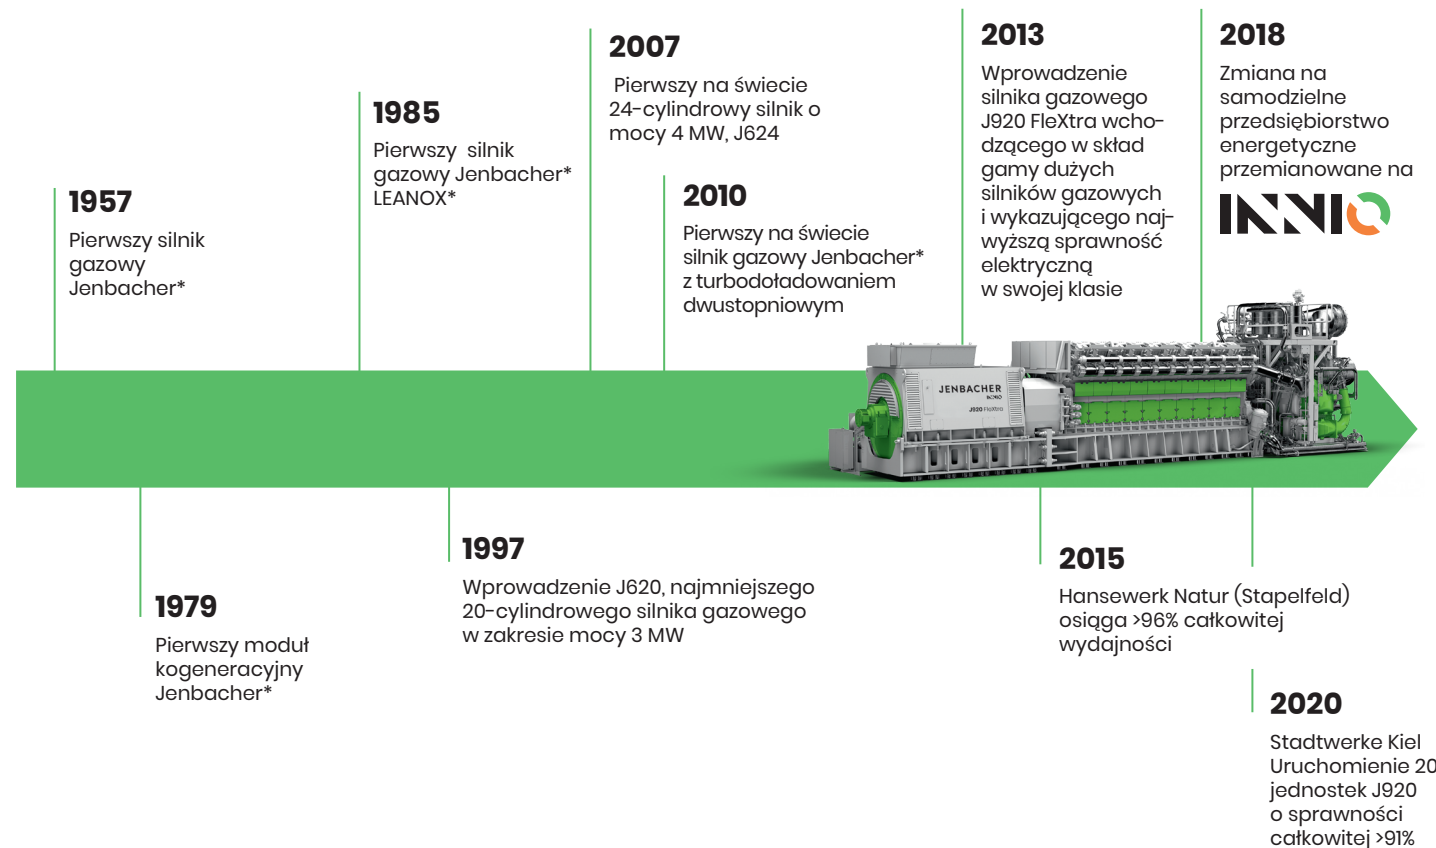 1957
Pierwszy silnik
gazowy
Jenbacher*
1985
Pierwszy silnik
gazowy Jenbacher*
LEANOX*
2007
Pierwszy na świecie
24-cylindrowy silnik o
mocy 4 MW, J624
2010
Pierwszy na świecie
silnik gazowy Jenbacher*
z turbodoładowaniem
dwustopniowym
2013
Wprowadzenie
silnika gazowego
J920 FleXtra wcho-
dzącego w skład
gamy dużych
silników gazowych
i wykazującego naj-
wyższą sprawność
elektryczną
w swojej klasie
2018
Zmiana na
samodzielne
przedsiębiorstwo
energetyczne
przemianowane na
INNIO
JENBACHER
INNIO
J920 FleXtra
1979
Pierwszy moduł
kogeneracyjny
Jenbacher*
1997
Wprowadzenie J620, najmniejszego
20-cylindrowego silnika gazowego
w zakresie mocy 3 MW
2015
Hansewerk Natur (Stapelfeld)
osiąga >96% całkowitej
wydajności
2020
Stadtwerke Kiel
Uruchomienie 20
jednostek J920
o sprawności
całkowitej >91%